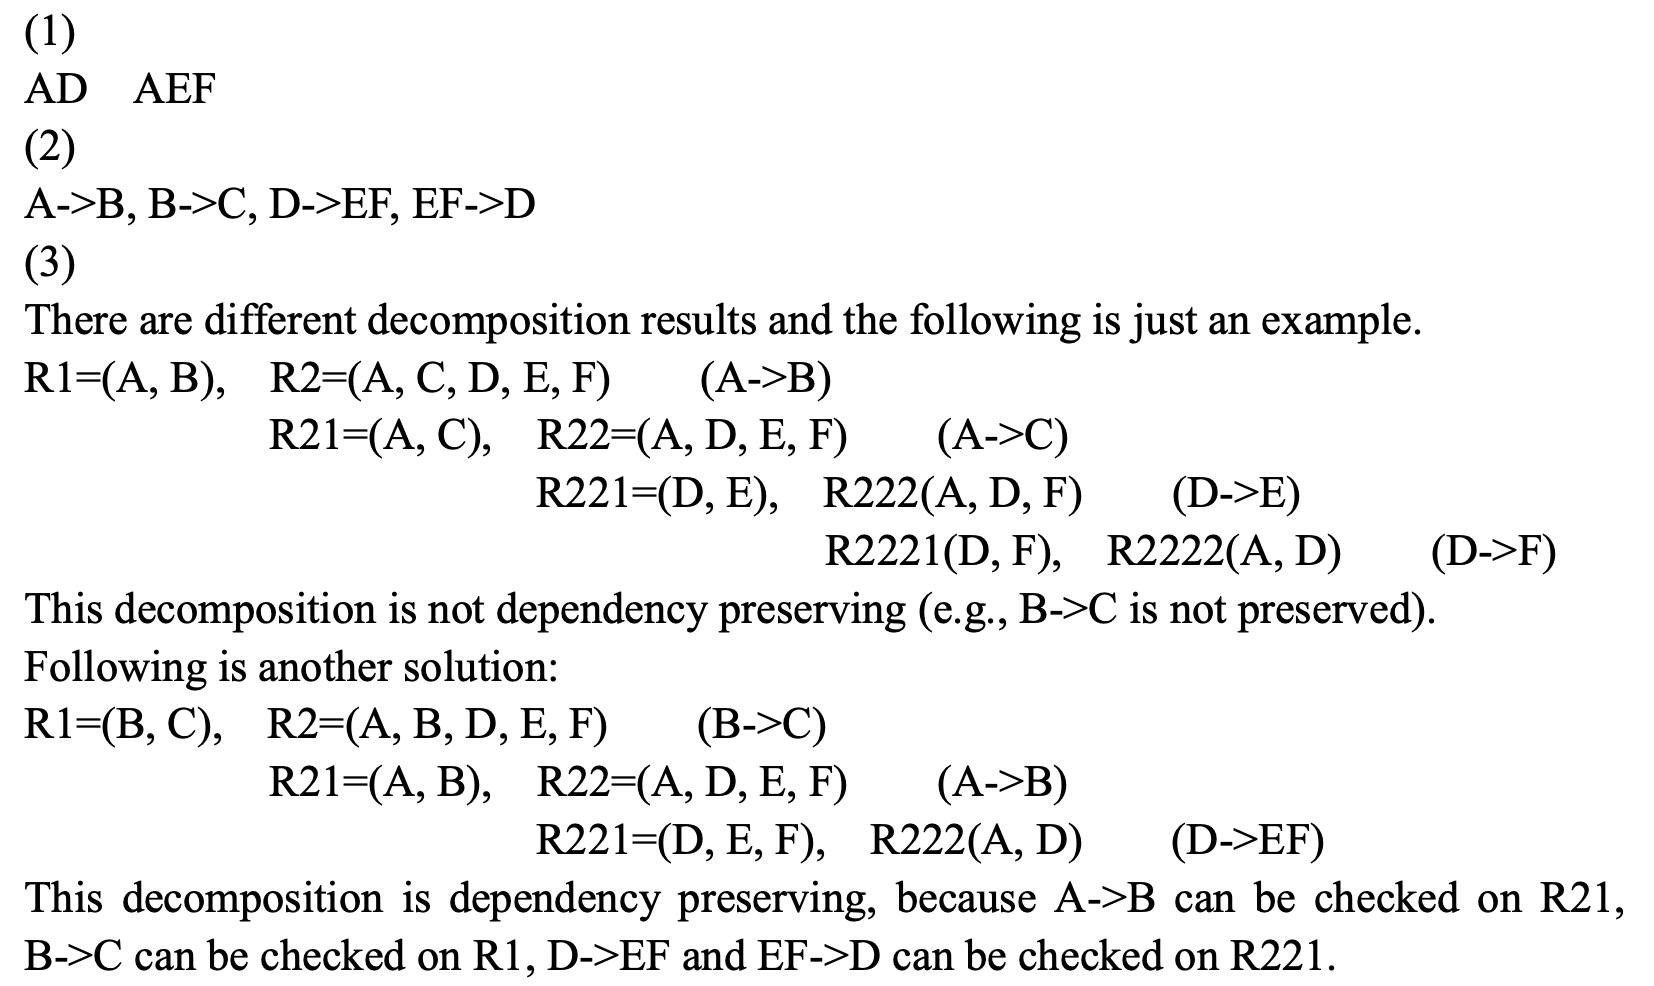 (1)
AD AEF
(2)
A->B, B->C, D->EF, EF->D
(3)
There are different decomposition results and the following is just an example.
R1=(A, B), R2=(A, C, D, E, F) (A->B)
R21=(A, C), R22=(A, D, E, F) (A->C)
R221=(D, E), R222(A, D, F) (D->E)
R2221(D, F), R2222(A, D) (D->F)
This decomposition is not dependency preserving (e.g., B->C is not preserved).
Following is another solution:
R1=(B, C), R2=(A, B, D, E, F) (B->C)
R21=(A, B), R22=(A, D, E, F) (A->B)
R221=(D, E, F), R222(A, D) (D->EF)
This decomposition is dependency preserving, because A->B can be checked on R21,
B->C can be checked on R1, D->EF and EF->D can be checked on R221.